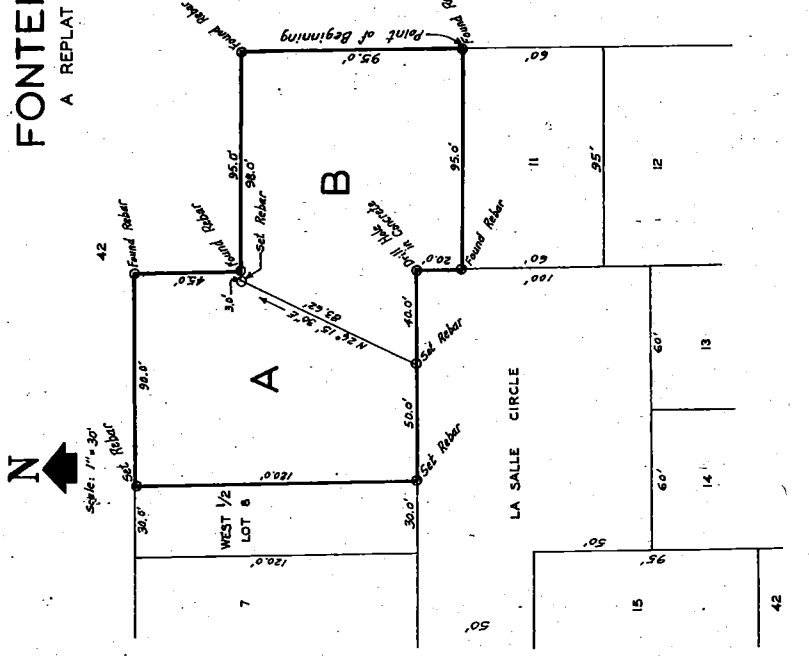 FONTE
A REPLAT
N
Scale: 1" = 30'
42
Found Rebar
Found Rebar
Found Rebar
Set Rebar
Set Rebar
Point of Beginning
95.0'
95.0'
98.0'
90.0'
45.0'
3.0'
30.0'
120.0'
WEST 1/2
LOT 8
120.0'
7
A
B
N 24° 15' 30" E
83.62'
Drill Hole
in Concrete
20.0'
40.0'
50.0'
30.0'
Set Rebar
Set Rebar
Found Rebar
95.0'
60'
11
60'
95'
12
100'
LA SALLE CIRCLE
50'
50'
60'
60'
13
14
95'
15
42